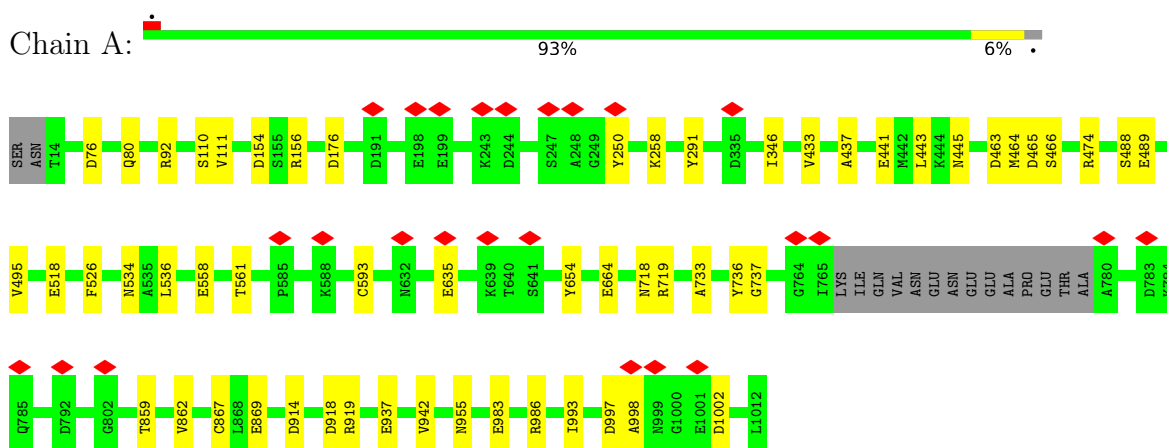 Chain A:
93%
6%
SER ASN T14 D76 Q80 R92 S110 V111 D154 S155 R156 D176 D191 E198 E199 K243 D244 S247 A248 G249 Y250 K258 Y291 D335 I346 V433 A437 E441 M442 L443 K444 N445 D463 M464 D465 S466 R474 S488 E489
V495 E518 F526 N534 A535 L536 E558 T561 P585 K588 C593 N632 E635 K639 T640 S641 Y654 E664 N718 R719 A733 Y736 G737 G764 I765 LYS ILE GLN VAL ASN GLU ASN GLU GLU ALA PRO GLU THR ALA A780 D783 K784
Q785 D792 G802 T859 V862 C867 L868 E869 D914 D918 R919 E937 V942 N955 E983 R986 I993 D997 A998 N999 G1000 E1001 D1002 L1012